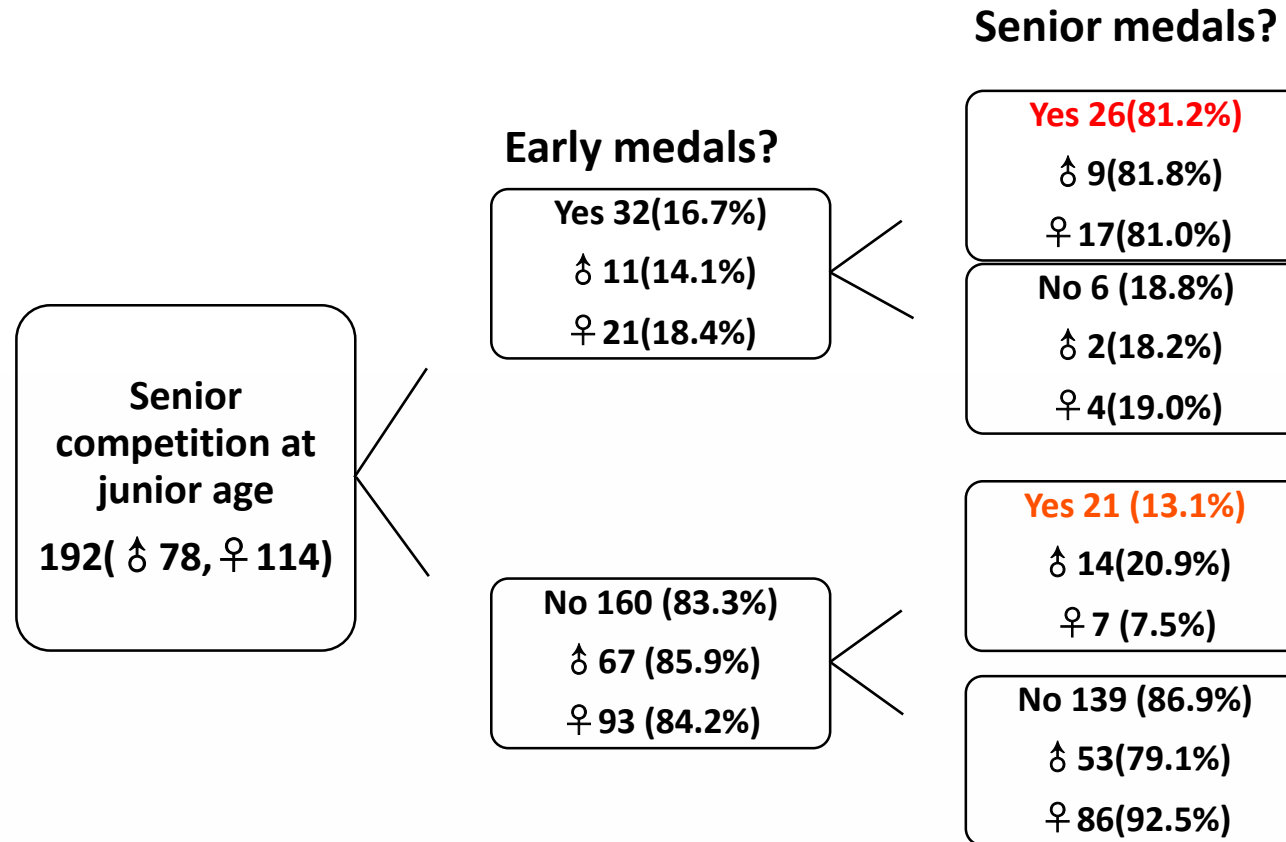 Senior medals?
Yes 26(81.2%)
♂ 9(81.8%)
♀ 17(81.0%)
No 6 (18.8%)
♂ 2(18.2%)
♀ 4(19.0%)
Early medals?
Yes 32(16.7%)
♂ 11(14.1%)
♀ 21(18.4%)
Senior
competition at
junior age
192( ♂ 78, ♀ 114)
Yes 21 (13.1%)
♂ 14(20.9%)
♀ 7 (7.5%)
No 160 (83.3%)
♂ 67 (85.9%)
♀ 93 (84.2%)
No 139 (86.9%)
♂ 53(79.1%)
♀ 86(92.5%)